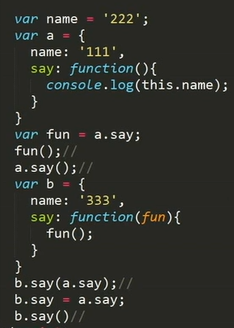 var name = '222';
var a = {
  name: '111',
  say: function(){
    console.log(this.name);
  }
}
var fun = a.say;
fun();//
a.say();//
var b = {
  name: '333',
  say: function(fun){
    fun();
  }
}
b.say(a.say);//
b.say = a.say;
b.say()//